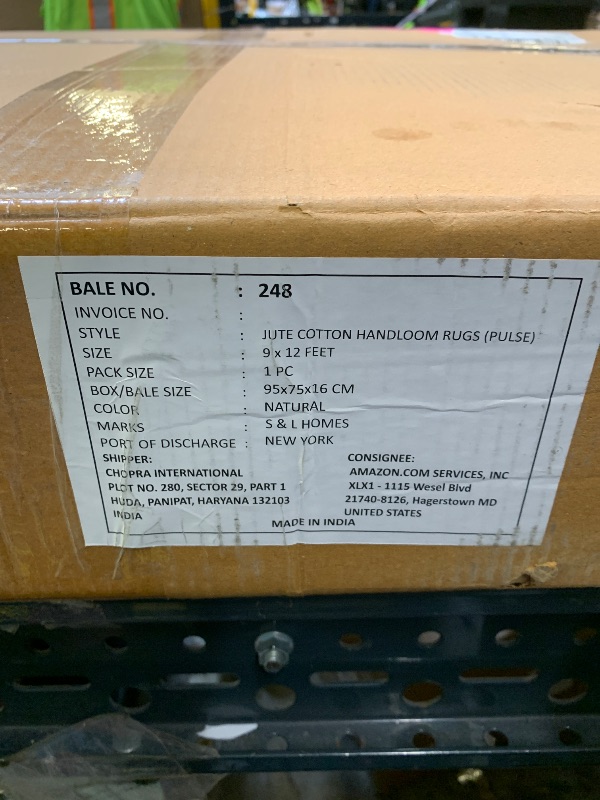 BALE NO. : 248
INVOICE NO. :
STYLE : JUTE COTTON HANDLOOM RUGS (PULSE)
SIZE : 9 x 12 FEET
PACK SIZE : 1 PC
BOX/BALE SIZE : 95x75x16 CM
COLOR : NATURAL
MARKS : S & L HOMES
PORT OF DISCHARGE : NEW YORK
SHIPPER:
CHOPRA INTERNATIONAL
PLOT NO. 280, SECTOR 29, PART 1
HUDA, PANIPAT, HARYANA 132103
INDIA
CONSIGNEE:
AMAZON.COM SERVICES, INC
XLX1 - 1115 Wesel Blvd
21740-8126, Hagerstown MD
UNITED STATES
MADE IN INDIA